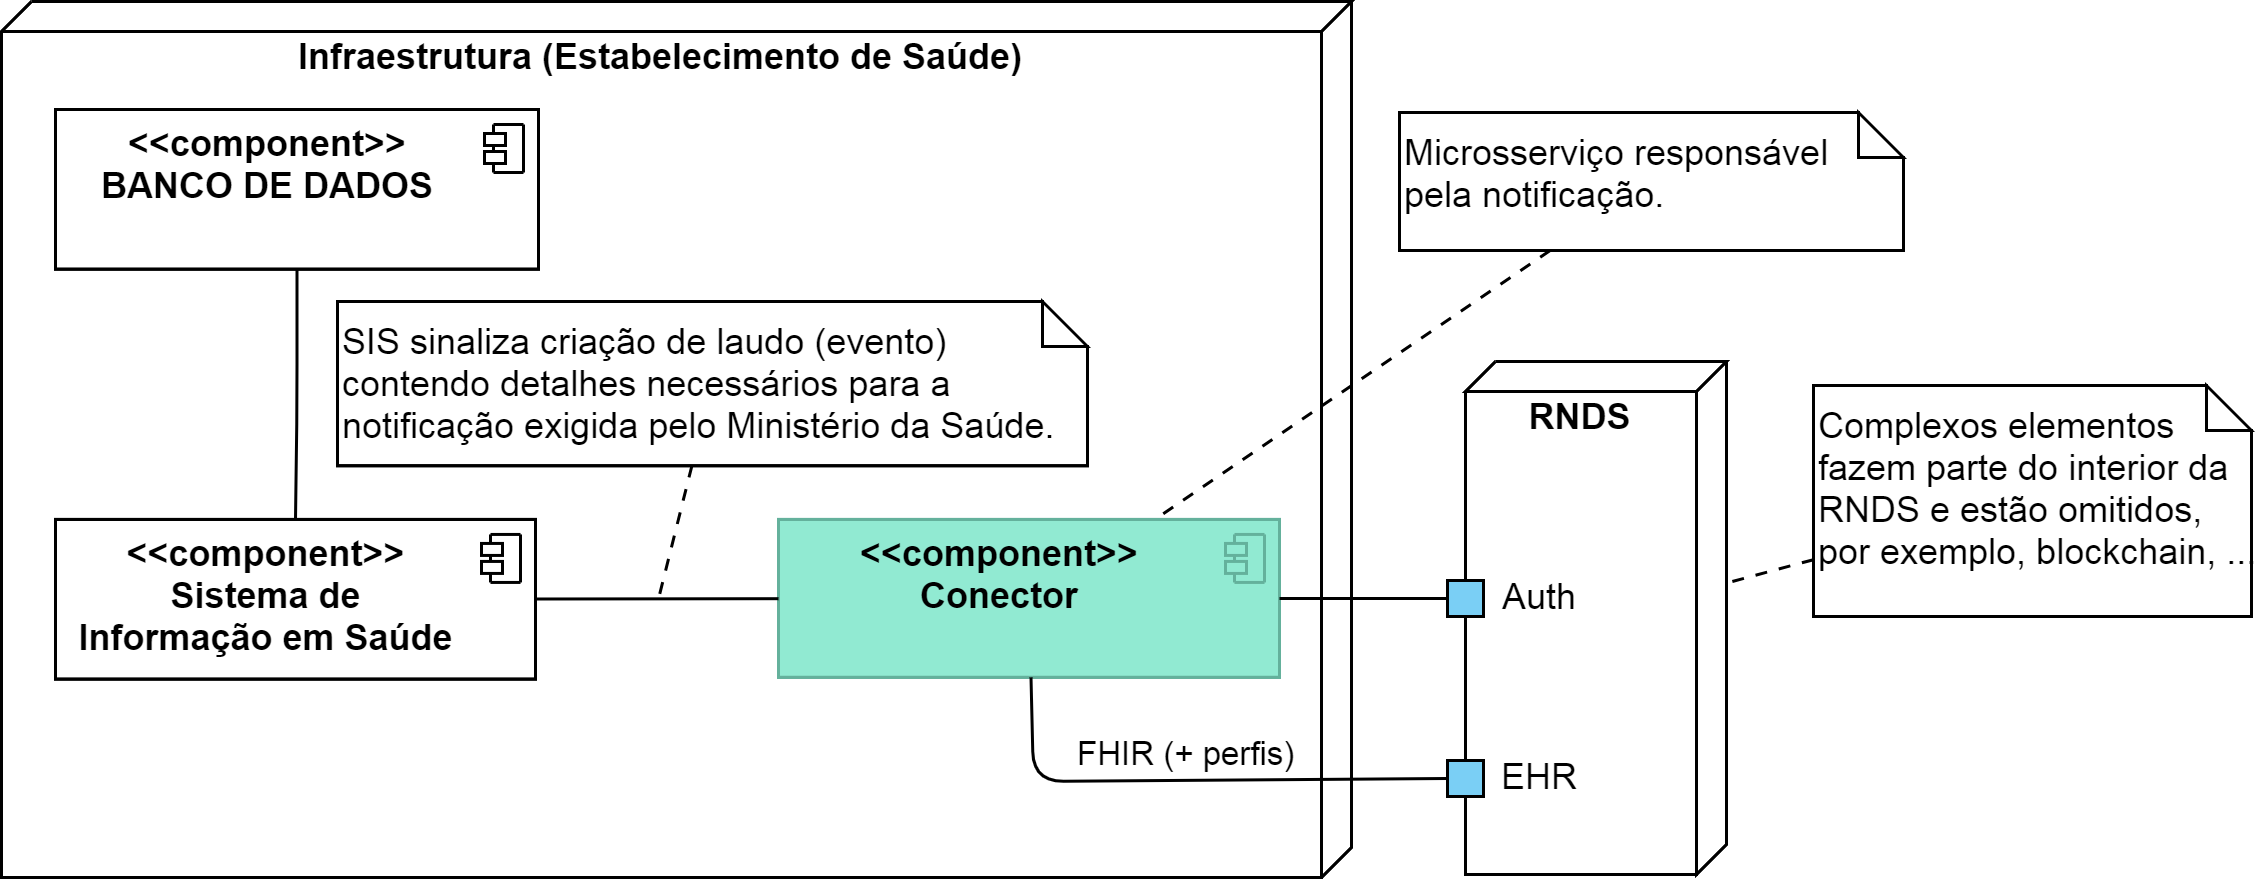 Infraestrutura (Estabelecimento de Saúde)
<<component>>
BANCO DE DADOS
Microsserviço responsável
pela notificação.
SIS sinaliza criação de laudo (evento)
contendo detalhes necessários para a
notificação exigida pelo Ministério da Saúde.
RNDS
Complexos elementos
fazem parte do interior da
RNDS e estão omitidos,
por exemplo, blockchain, ...
<<component>>
Sistema de
Informação em Saúde
<<component>>
Conector
Auth
FHIR (+ perfis)
EHR